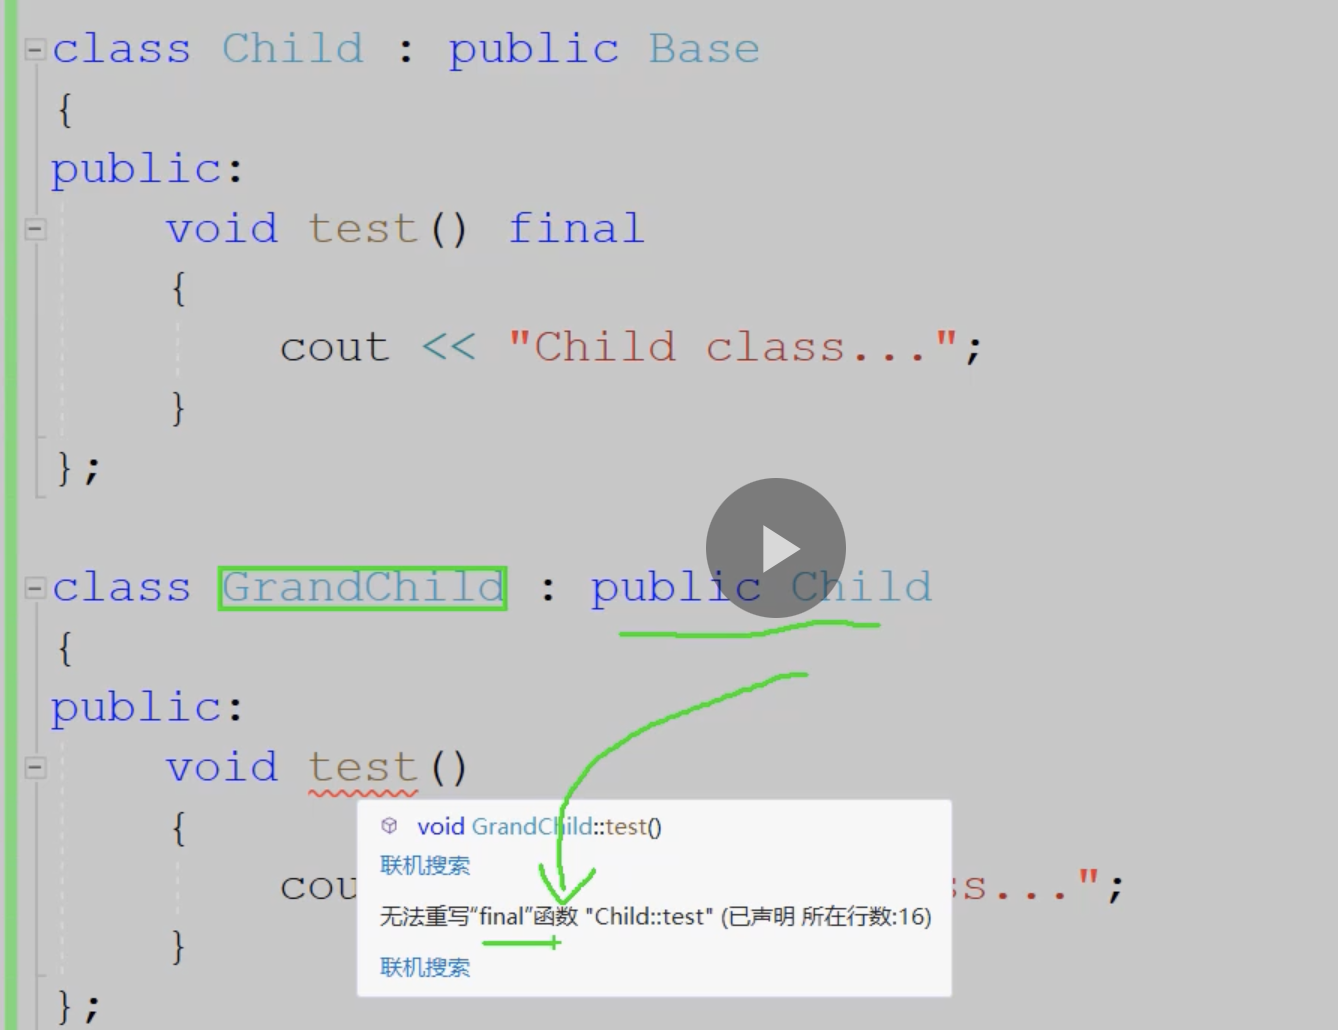 class Child : public Base
{
public:
void test() final
{
cout << "Child class...";
}
};
class GrandChild : public Child
{
public:
void test()
{
void GrandChild::test()
联机搜索
cou s...";
无法重写"final"函数 "Child::test" (已声明 所在行数:16)
}
联机搜索
};